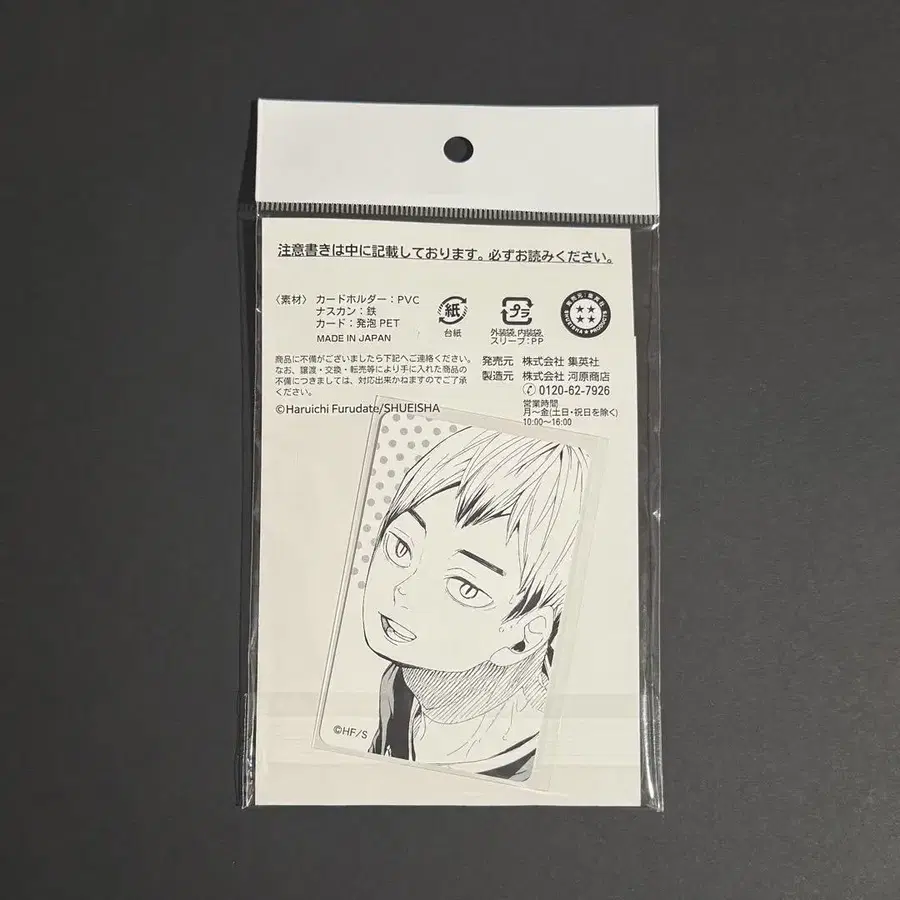 注意書きは中に記載しております。必ずお読みください。
〈素材〉 カードホルダー：PVC
ナスカン：鉄
カード：発泡 PET
MADE IN JAPAN
紙
台紙
プラ
外装袋、内装袋、
スリーブ：PP
発売元：集英社
SHUEISHA PRODUCTS
商品に不備がございましたら下記へご連絡ください。
なお、譲渡・交換・転売等により手に入れた商品の
不備につきましては、対応出来かねますのでご了承
ください。
©Haruichi Furudate/SHUEISHA
発売元 株式会社 集英社
製造元 株式会社 河原商店
0120-62-7926
営業時間
月～金(土日・祝日を除く)
10:00～16:00
©HF/S